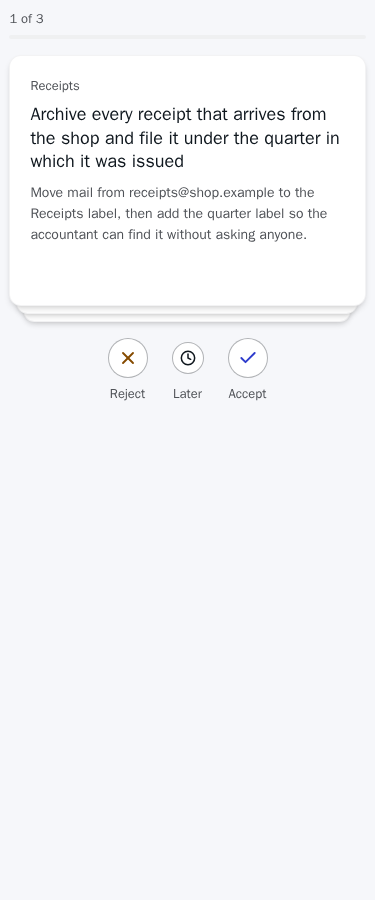 1 of 3
Receipts
Archive every receipt that arrives from
the shop and file it under the quarter in
which it was issued
Move mail from receipts@shop.example to the
Receipts label, then add the quarter label so the
accountant can find it without asking anyone.
Reject
Later
Accept